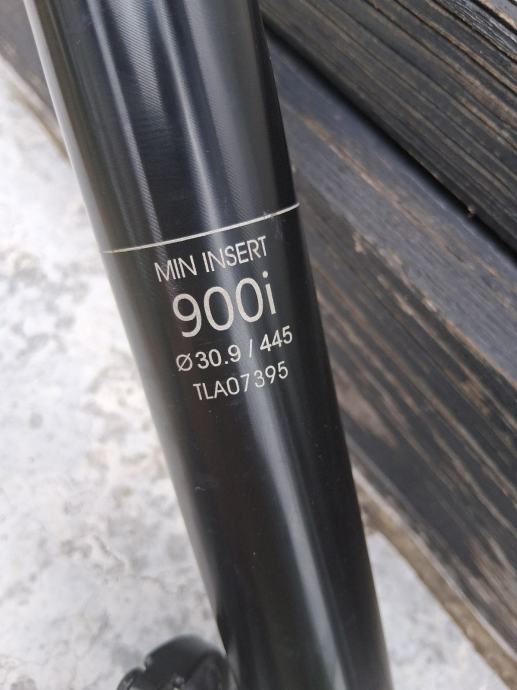 MIN INSERT
900i
Ø30.9 / 445
TLA07395